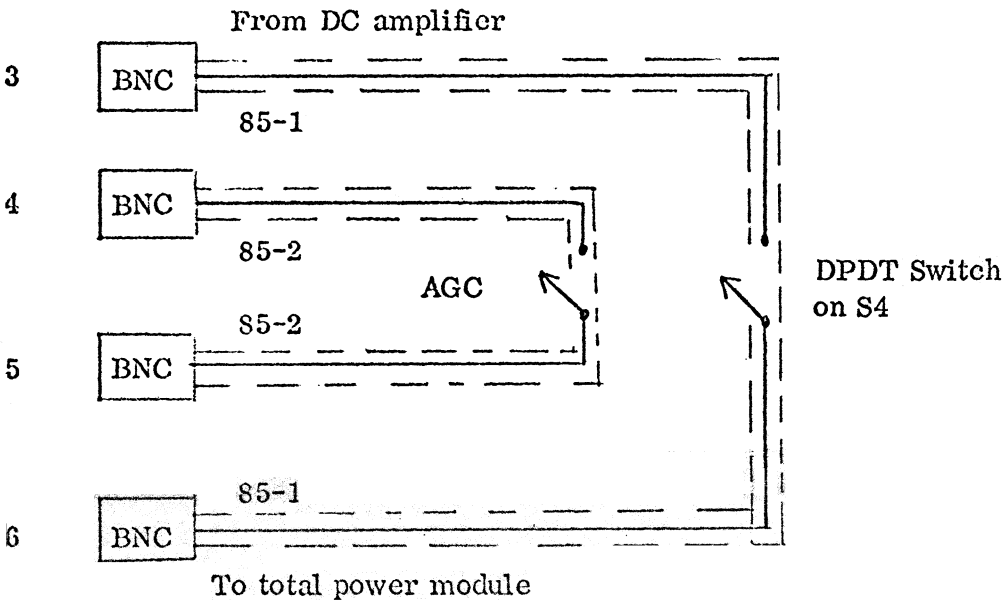 From DC amplifier
3
BNC
85-1
4
BNC
85-2
AGC
DPDT Switch
on S4
85-2
5
BNC
85-1
6
BNC
To total power module